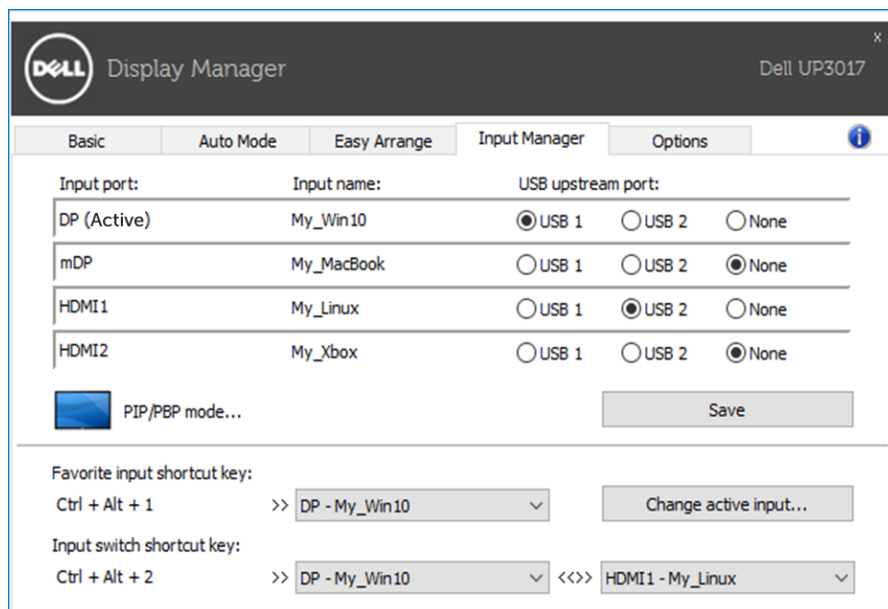 x
DELL Display Manager Dell UP3017
Basic Auto Mode Easy Arrange Input Manager Options i
Input port: Input name: USB upstream port:
DP (Active) My_Win10 USB 1 USB 2 None
mDP My_MacBook USB 1 USB 2 None
HDMI1 My_Linux USB 1 USB 2 None
HDMI2 My_Xbox USB 1 USB 2 None
PIP/PBP mode... Save
Favorite input shortcut key:
Ctrl + Alt + 1 >> DP - My_Win10 Change active input...
Input switch shortcut key:
Ctrl + Alt + 2 >> DP - My_Win10 <<>> HDMI1 - My_Linux